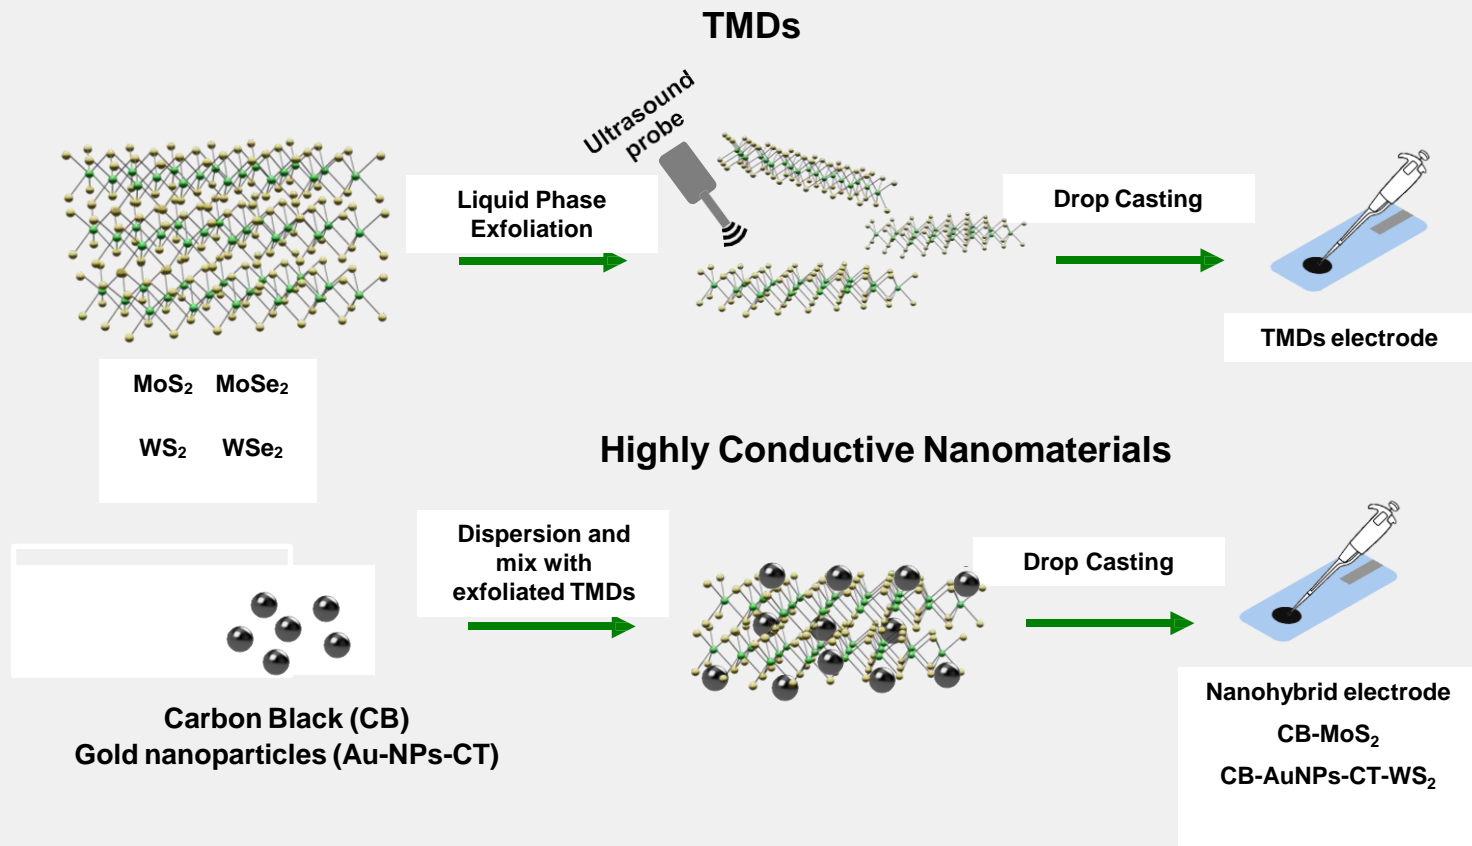 TMDs
Ultrasound
probe
Liquid Phase
Exfoliation
Drop Casting
TMDs electrode
MoS₂ MoSe₂
WS₂ WSe₂
Highly Conductive Nanomaterials
Dispersion and
mix with
exfoliated TMDs
Drop Casting
Carbon Black (CB)
Gold nanoparticles (Au-NPs-CT)
Nanohybrid electrode
CB-MoS₂
CB-AuNPs-CT-WS₂